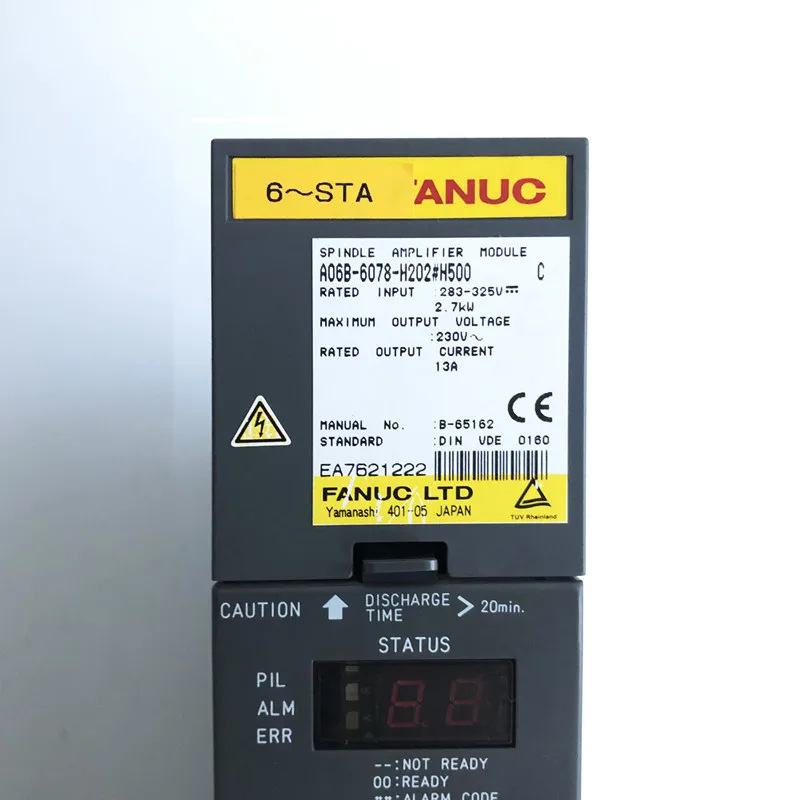 6～STA FANUC
SPINDLE AMPLIFIER MODULE
A06B-6078-H202#H500 C
RATED INPUT :283-325V⎓
2.7kW
MAXIMUM OUTPUT VOLTAGE
:230V～
RATED OUTPUT CURRENT
13A
MANUAL No. :B-65162
STANDARD :DIN VDE 0160
CE
EA7621222
FANUC LTD
Yamanashi 401-05 JAPAN
TÜV Rheinland
CAUTION ↑ DISCHARGE TIME > 20min.
STATUS
PIL
ALM
ERR
--:NOT READY
00:READY
**:ALARM CODE